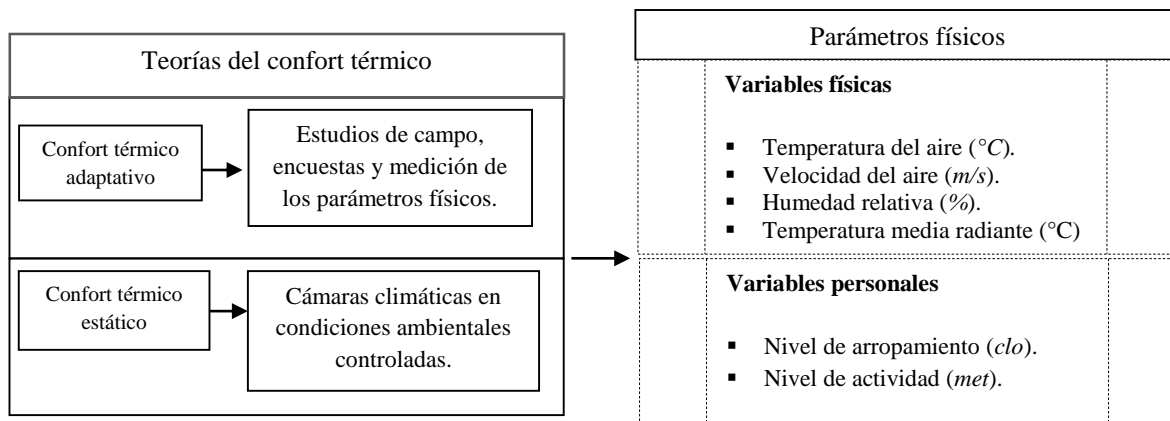 Teorías del confort térmico
Confort térmico
adaptativo
Estudios de campo,
encuestas y medición de
los parámetros físicos.
Confort térmico
estático
Cámaras climáticas en
condiciones ambientales
controladas.
Parámetros físicos
Variables físicas
▪ Temperatura del aire (°C).
▪ Velocidad del aire (m/s).
▪ Humedad relativa (%).
▪ Temperatura media radiante (°C)
Variables personales
▪ Nivel de arropamiento (clo).
▪ Nivel de actividad (met).